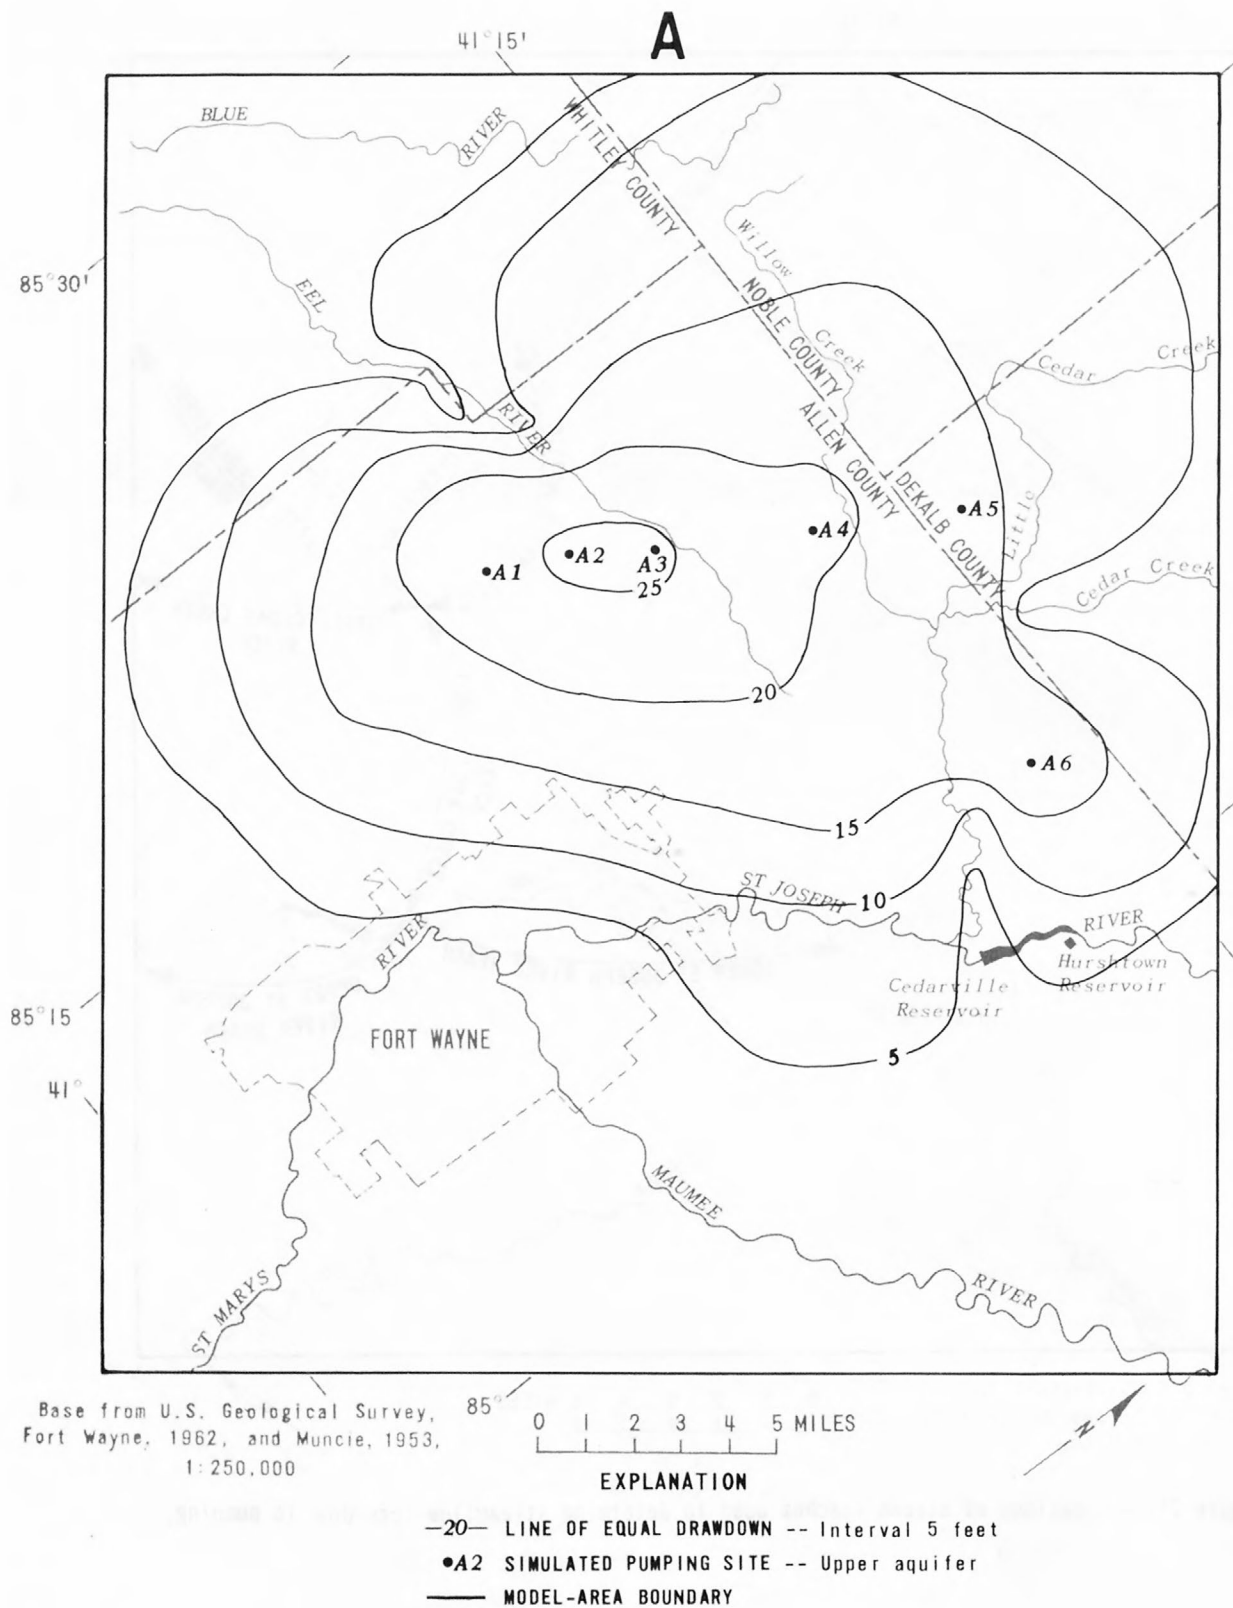 A
41°15'
BLUE
RIVER
WHITLEY COUNTY
85°30'
EEL
RIVER
Willow
Creek
NOBLE COUNTY
ALLEN COUNTY
DEKALB COUNTY
Cedar Creek
Little
Cedar Creek
A1
A2
A3
A4
A5
A6
25
20
15
10
5
ST JOSEPH
RIVER
Hurshtown
Reservoir
Cedarville
Reservoir
RIVER
FORT WAYNE
85°15
41°
MAUMEE
RIVER
ST MARYS
85°
Base from U.S. Geological Survey,
Fort Wayne, 1962, and Muncie, 1953,
1:250,000
0 1 2 3 4 5 MILES
N
EXPLANATION
—20— LINE OF EQUAL DRAWDOWN -- Interval 5 feet
•A2 SIMULATED PUMPING SITE -- Upper aquifer
MODEL-AREA BOUNDARY